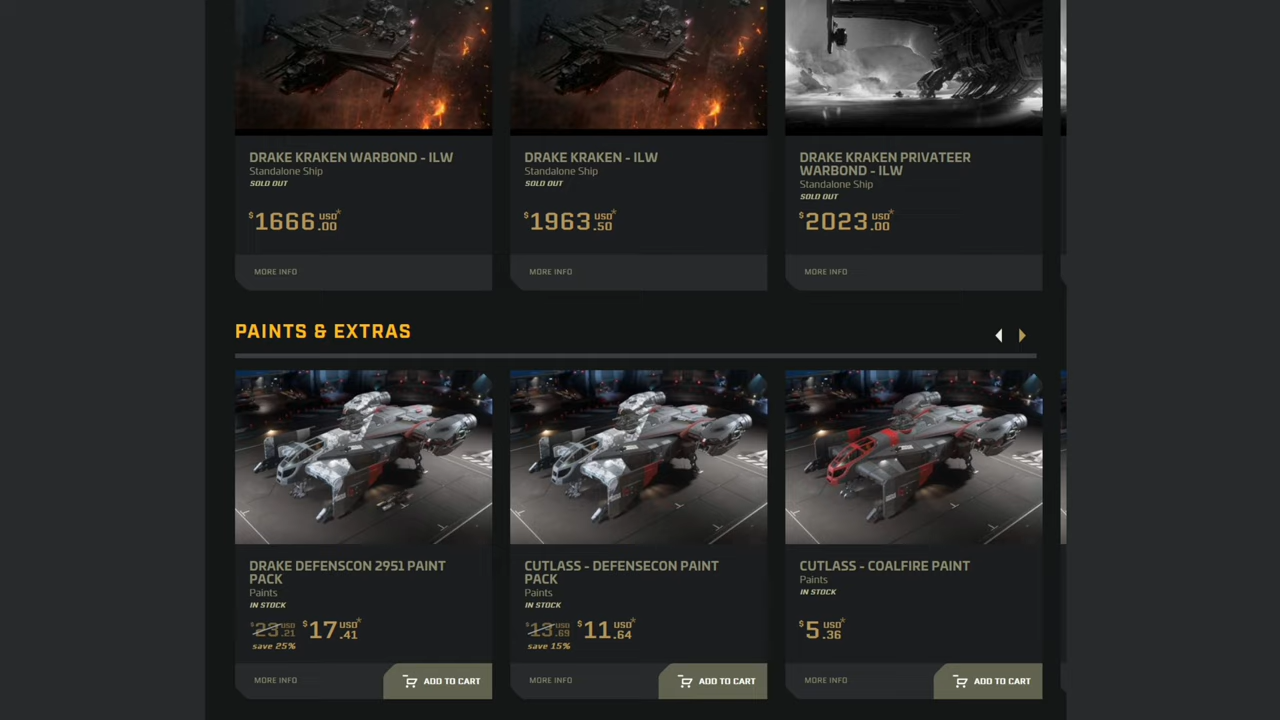 DRAKE KRAKEN WARBOND - ILW
Standalone Ship
SOLD OUT
$1666.00 USD*
MORE INFO
DRAKE KRAKEN - ILW
Standalone Ship
SOLD OUT
$1963.50 USD*
MORE INFO
DRAKE KRAKEN PRIVATEER
WARBOND - ILW
Standalone Ship
SOLD OUT
$2023.00 USD*
MORE INFO
PAINTS & EXTRAS
DRAKE DEFENSCON 2951 PAINT
PACK
Paints
IN STOCK
$23.21 USD $17.41 USD*
save 25%
MORE INFO
ADD TO CART
CUTLASS - DEFENSECON PAINT
PACK
Paints
IN STOCK
$13.69 USD $11.64 USD*
save 15%
MORE INFO
ADD TO CART
CUTLASS - COALFIRE PAINT
Paints
IN STOCK
$5.36 USD*
MORE INFO
ADD TO CART